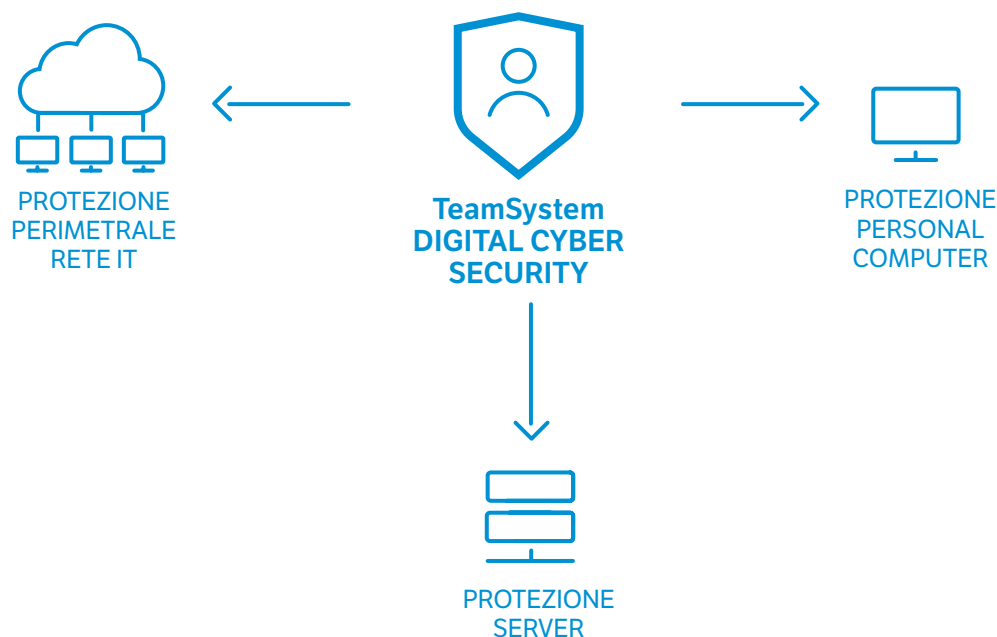 PROTEZIONE
PERIMETRALE
RETE IT
TeamSystem
DIGITAL CYBER
SECURITY
PROTEZIONE
PERSONAL
COMPUTER
PROTEZIONE
SERVER